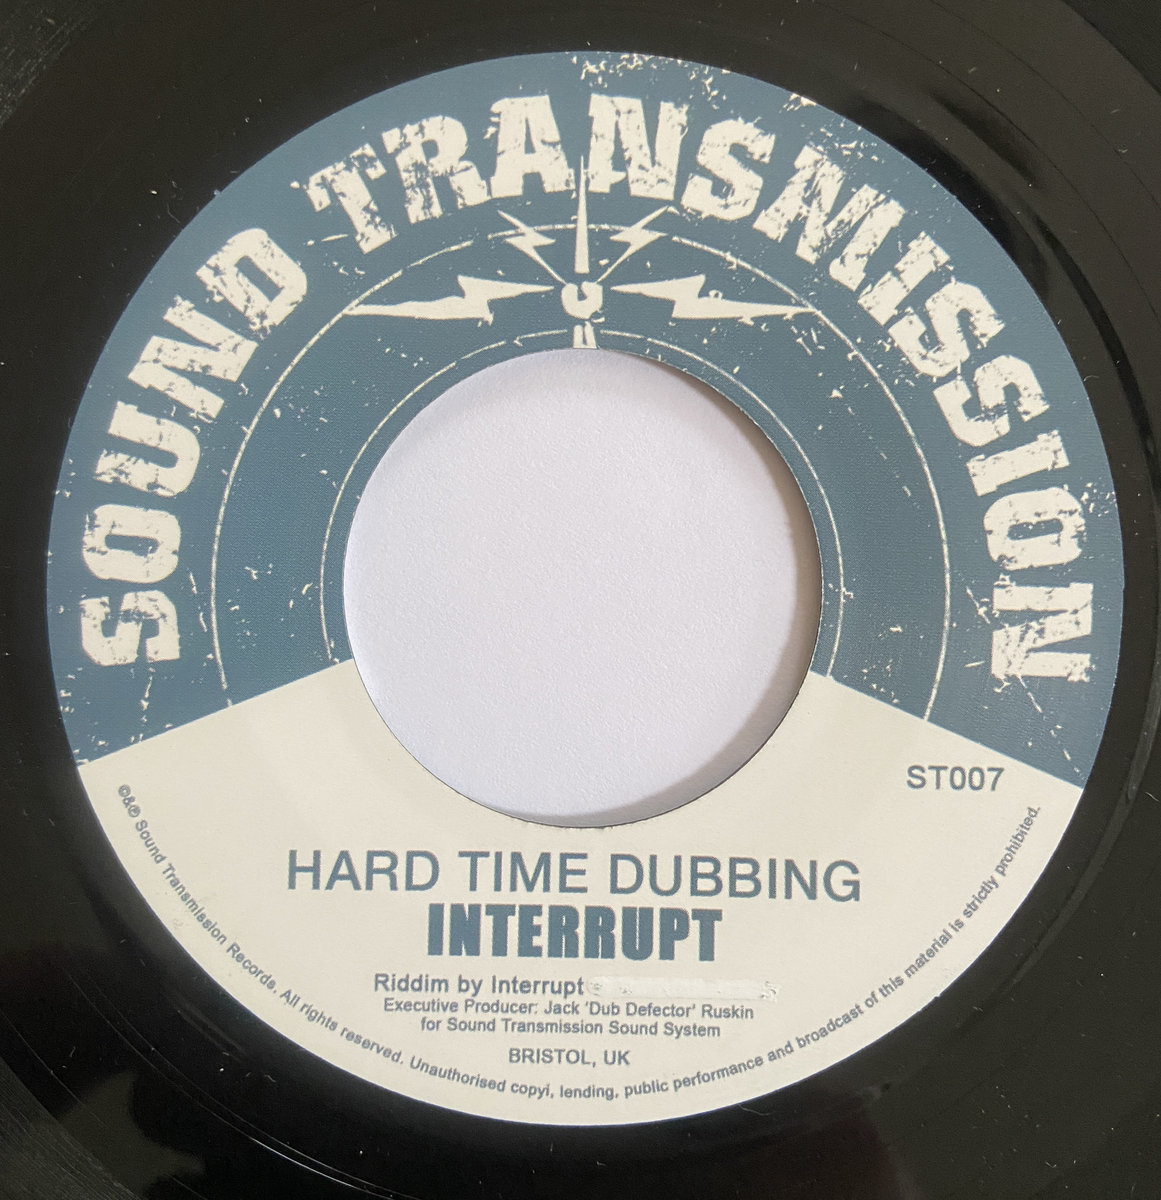 SOUND TRANSMISSION
ST007
HARD TIME DUBBING
INTERRUPT
Riddim by Interrupt
Executive Producer: Jack 'Dub Defector' Ruskin
for Sound Transmission Sound System
BRISTOL, UK
©&℗ Sound Transmission Records. All rights reserved. Unauthorised copyi, lending, public performance and broadcast of this material is strictly prohibited.